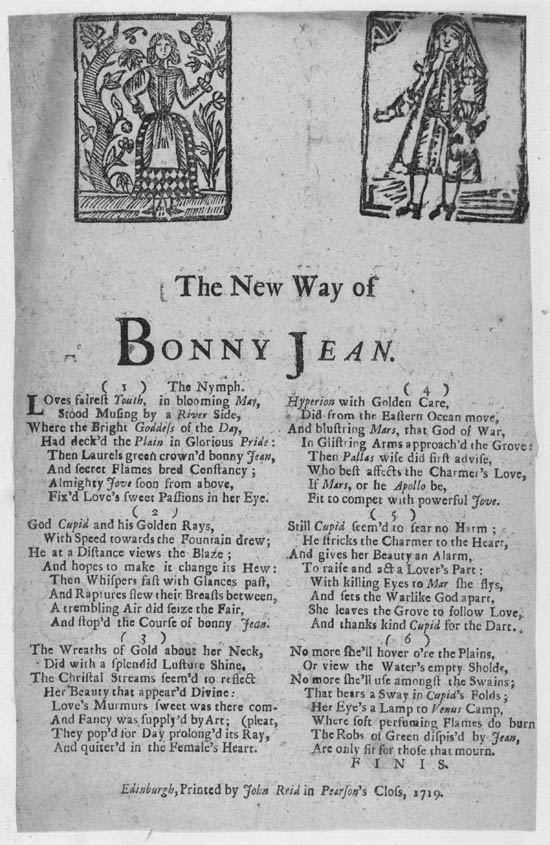 The New Way of
BONNY JEAN.
( 1 ) The Nymph.
LOves fairest Youth, in blooming May,
Stood Musing by a River Side,
Where the Bright Goddess of the Day,
Had deck'd the Plain in Glorious Pride:
Then Laurels green crown'd bonny Jean,
And secret Flames bred Constancy;
Almighty Jove soon from above,
Fix'd Love's sweet Passions in her Eye.
( 2 )
God Cupid and his Golden Rays,
With Speed towards the Fountain drew;
He at a Distance views the Blaze;
And hopes to make it change its Hew:
Then Whispers fast with Glances past,
And Raptures flew their Breasts between,
A trembling Air did seize the Fair,
And stop'd the Course of bonny Jean.
( 3 )
The Wreaths of Gold about her Neck,
Did with a splendid Lusture Shine,
The Christal Streams seem'd to reflect
Her Beauty that appear'd Divine:
Love's Murmurs sweet was there com-
And Fancy was supply'd by Art; (pleat,
They pop'd for Day prolong'd its Ray,
And quiter'd in the Female's Heart.
( 4 )
Hyperion with Golden Care,
Did from the Eastern Ocean move,
And blustring Mars, that God of War,
In Glistring Arms approach'd the Grove:
Then Pallas wise did first advise,
Who best affects the Charmer's Love,
If Mars, or he Apollo be,
Fit to compet with powerful Jove.
( 5 )
Still Cupid seem'd to fear no Harm;
He stricks the Charmer to the Heart,
And gives her Beauty an Alarm,
To raise and act a Lover's Part:
With killing Eyes to Mar she flys,
And sets the Warlike God apart,
She leaves the Grove to follow Love,
And thanks kind Cupid for the Dart.
( 6 )
No more she'll hover o're the Plains,
Or view the Water's empty Sholds,
No more she'll use amongst the Swains;
That bears a Sway in Cupid's Folds;
Her Eye's a Lamp to Venus Camp,
Where soft perfuming Flames do burn
The Robs of Green dispis'd by Jean,
Are only fit for those that mourn.
FINIS.
Edinburgh, Printed by John Reid in Pearson's Closs, 1719.